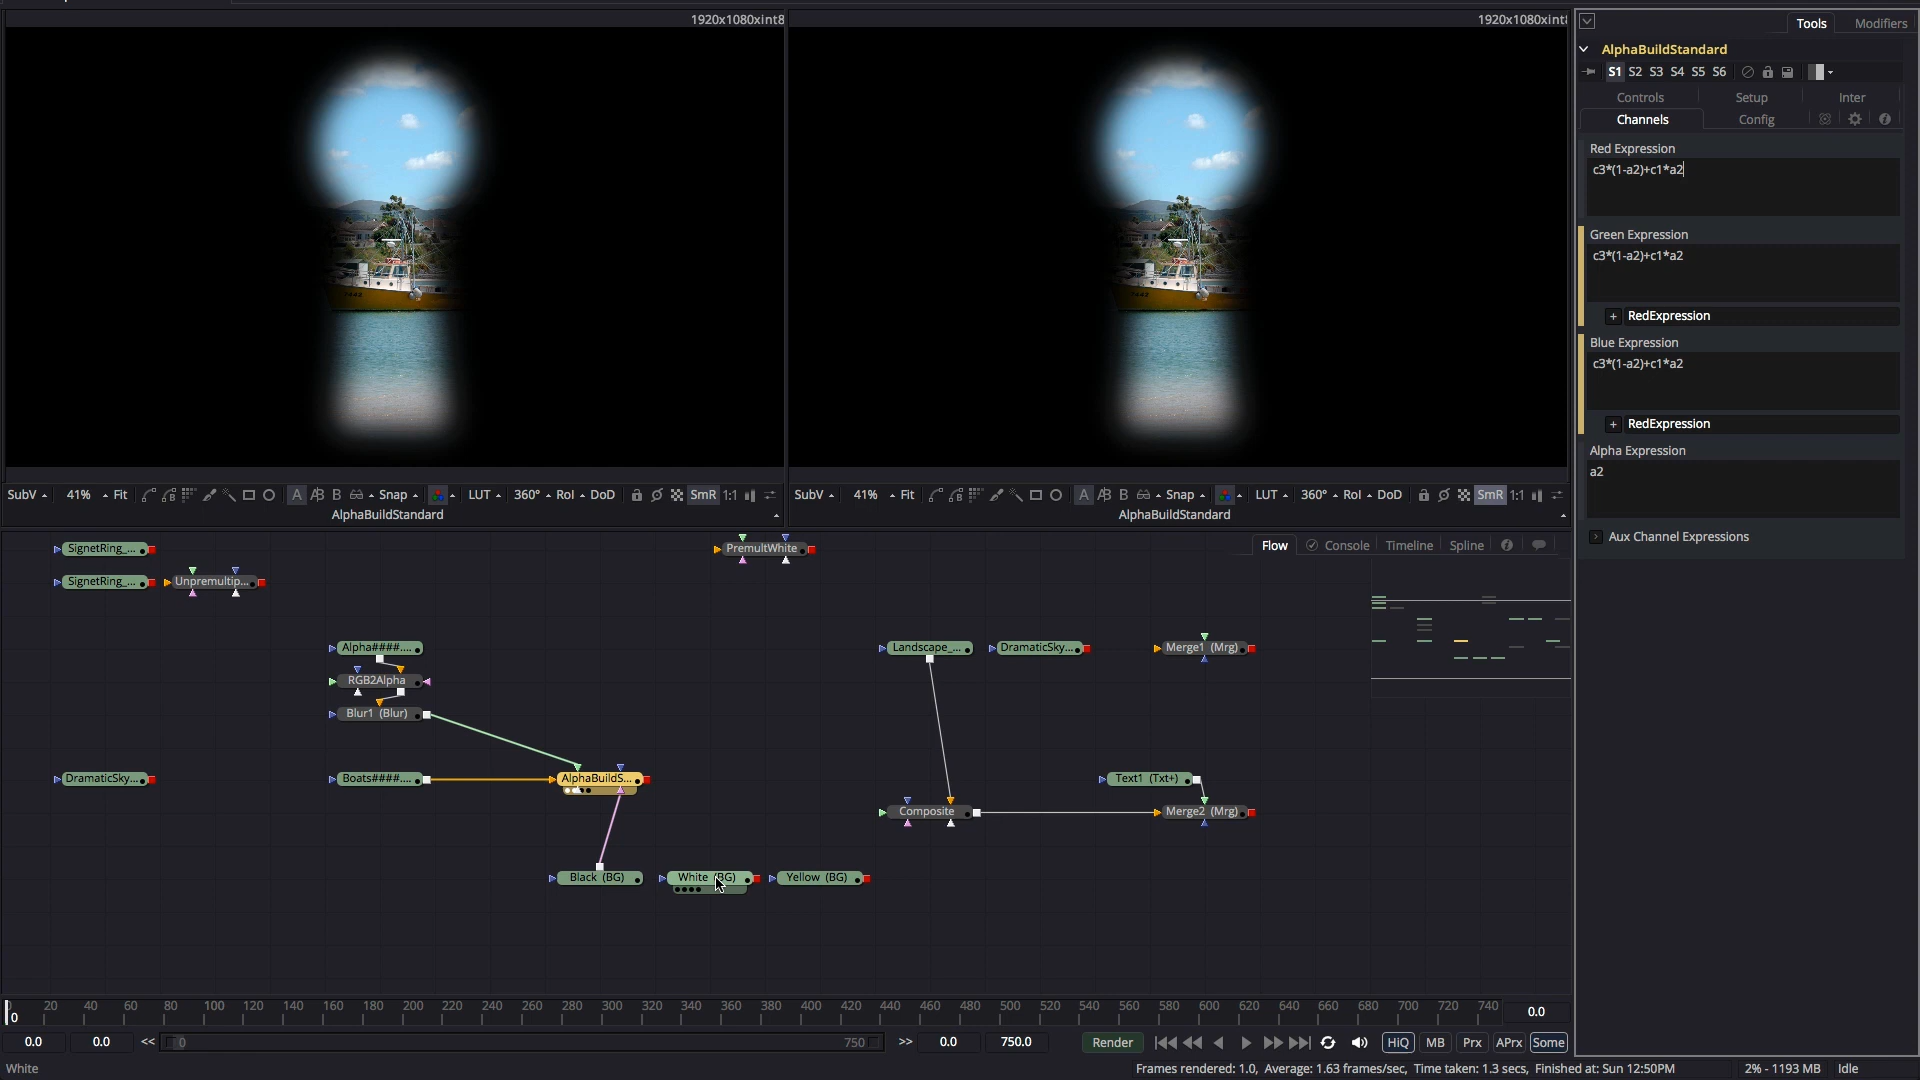 1920x1080xint8
1920x1080xint
SubV
41%
Fit
A
B
Snap
LUT
360°
RoI
DoD
SmR
1:1
AlphaBuildStandard
SubV
41%
Fit
A
B
Snap
LUT
360°
RoI
DoD
SmR
1:1
AlphaBuildStandard
Tools
Modifiers
AlphaBuildStandard
S1 S2 S3 S4 S5 S6
Controls
Setup
Inter
Channels
Config
Red Expression
c3*(1-a2)+c1*a2
Green Expression
c3*(1-a2)+c1*a2
+ RedExpression
Blue Expression
c3*(1-a2)+c1*a2
+ RedExpression
Alpha Expression
a2
Aux Channel Expressions
Flow
Console
Timeline
Spline
SignetRing_...
PremultWhite
SignetRing_...
Unpremultip...
Alpha####....
Landscape_...
DramaticSky...
Merge1 (Mrg)
RGB2Alpha
Blur1 (Blur)
DramaticSky...
Boats####....
AlphaBuildS...
Text1 (Txt+)
Composite
Merge2 (Mrg)
Black (BG)
White (BG)
Yellow (BG)
20 40 60 80 100 120 140 160 180 200 220 240 260 280 300 320 340 360 380 400 420 440 460 480 500 520 540 560 580 600 620 640 660 680 700 720 740
0
0.0
0.0
0.0
<<
0
750
>>
0.0
750.0
Render
HiQ
MB
Prx
APrx
Some
White
Frames rendered: 1.0, Average: 1.63 frames/sec, Time taken: 1.3 secs, Finished at: Sun 12:50PM
2% - 1193 MB
Idle